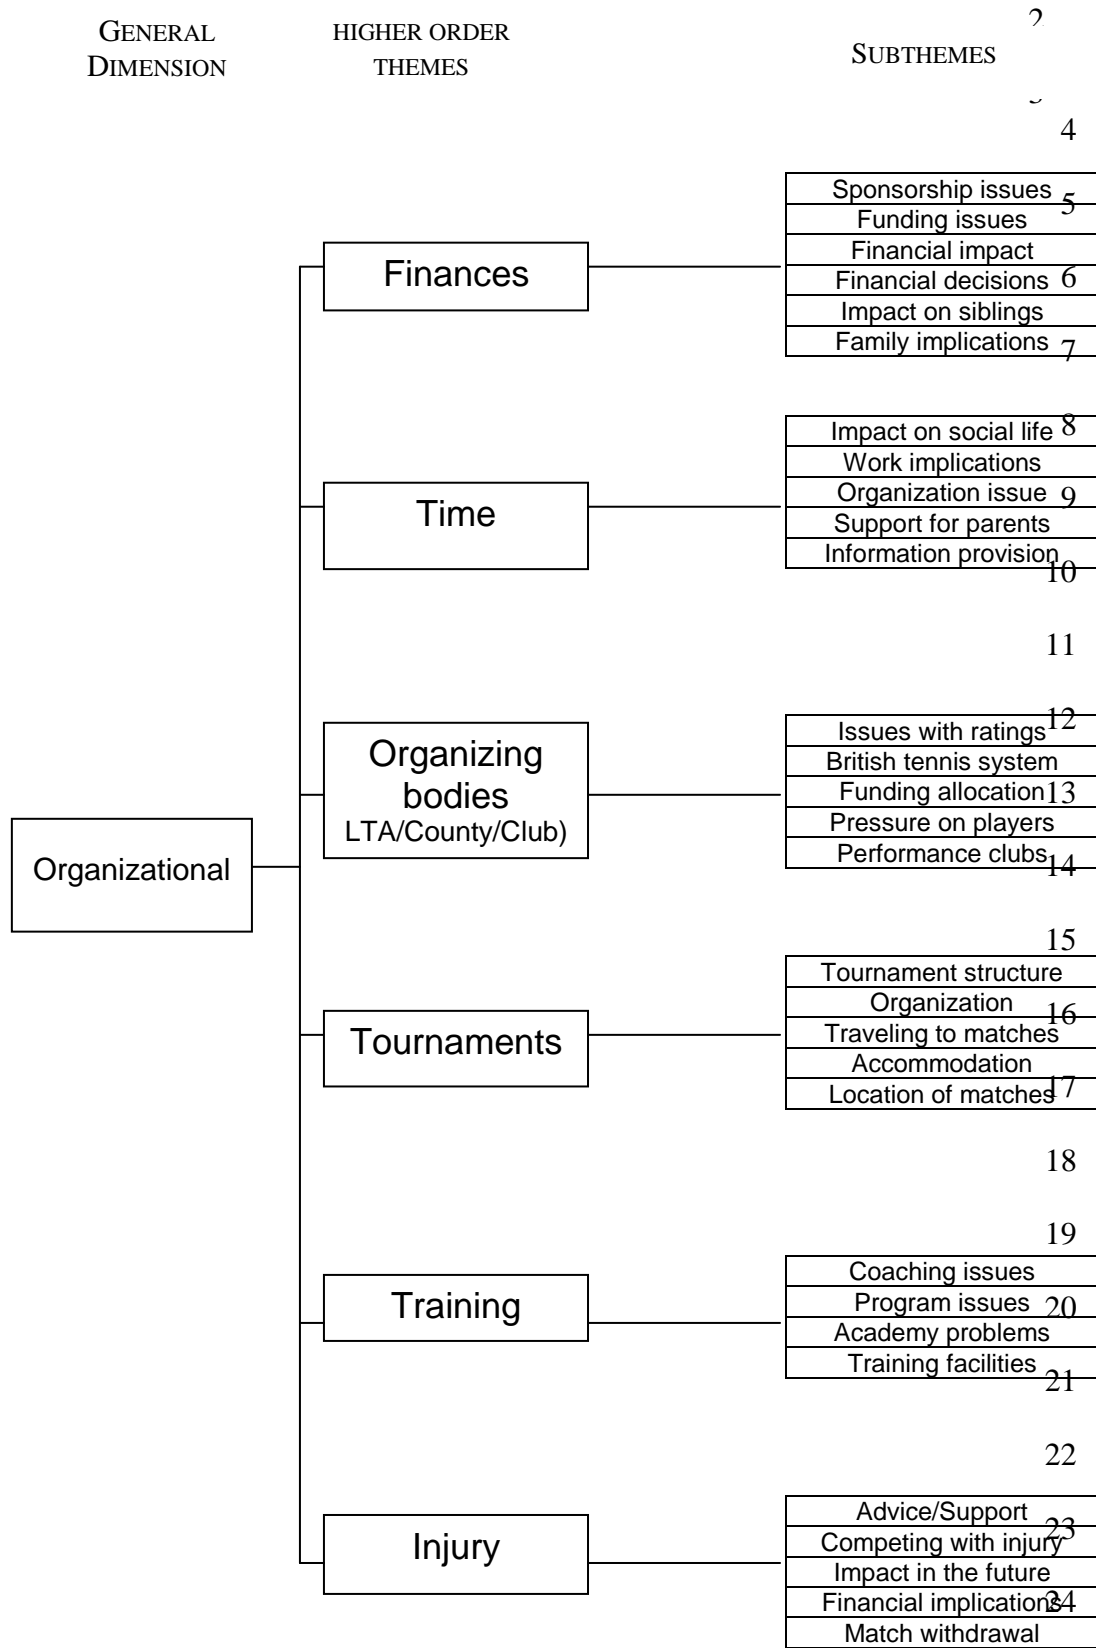 2
GENERAL DIMENSION
HIGHER ORDER THEMES
SUBTHEMES
4
Sponsorship issues
5
Funding issues
Finances
Financial impact
Financial decisions
6
Impact on siblings
Family implications
7
Impact on social life
8
Work implications
Time
Organization issue
9
Support for parents
Information provision
10
11
Issues with ratings
12
Organizing
bodies
LTA/County/Club)
British tennis system
Funding allocation
13
Pressure on players
Performance clubs
14
Organizational
15
Tournament structure
Organization
16
Tournaments
Traveling to matches
Accommodation
Location of matches
17
18
19
Coaching issues
Training
Program issues
20
Academy problems
Training facilities
21
22
Advice/Support
23
Injury
Competing with injury
Impact in the future
Financial implications
24
Match withdrawal